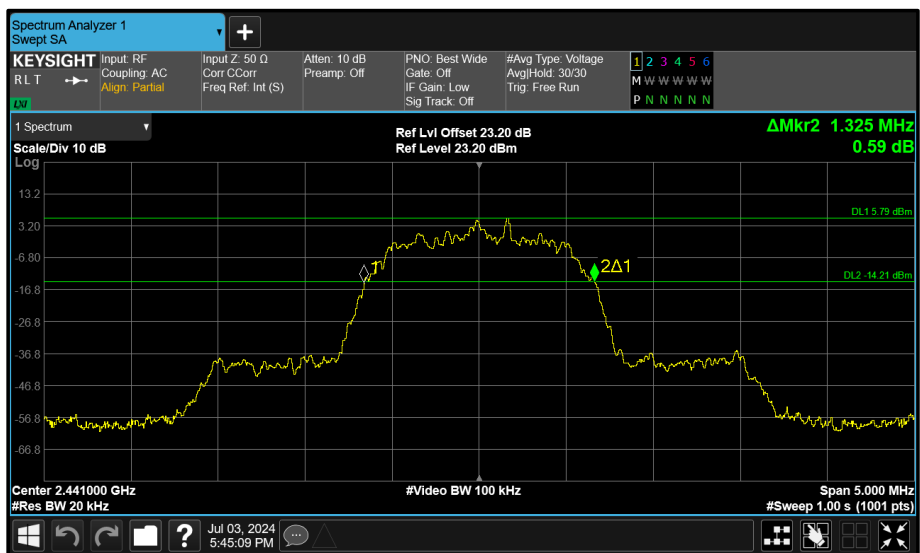 Spectrum Analyzer 1
Swept SA
KEYSIGHT
R L T
LXI
Input: RF
Coupling: AC
Align: Partial
Input Z: 50 Ω
Corr CCorr
Freq Ref: Int (S)
Atten: 10 dB
Preamp: Off
PNO: Best Wide
Gate: Off
IF Gain: Low
Sig Track: Off
#Avg Type: Voltage
Avg|Hold: 30/30
Trig: Free Run
1 2 3 4 5 6
M W W W W W
P N N N N N
1 Spectrum
Scale/Div 10 dB
Ref Lvl Offset 23.20 dB
Ref Level 23.20 dBm
ΔMkr2 1.325 MHz
0.59 dB
Log
13.2
3.20
-6.80
-16.8
-26.8
-36.8
-46.8
-56.8
-66.8
DL1 5.79 dBm
1
2Δ1
DL2 -14.21 dBm
Center 2.441000 GHz
#Video BW 100 kHz
Span 5.000 MHz
#Res BW 20 kHz
#Sweep 1.00 s (1001 pts)
?
Jul 03, 2024
5:45:09 PM